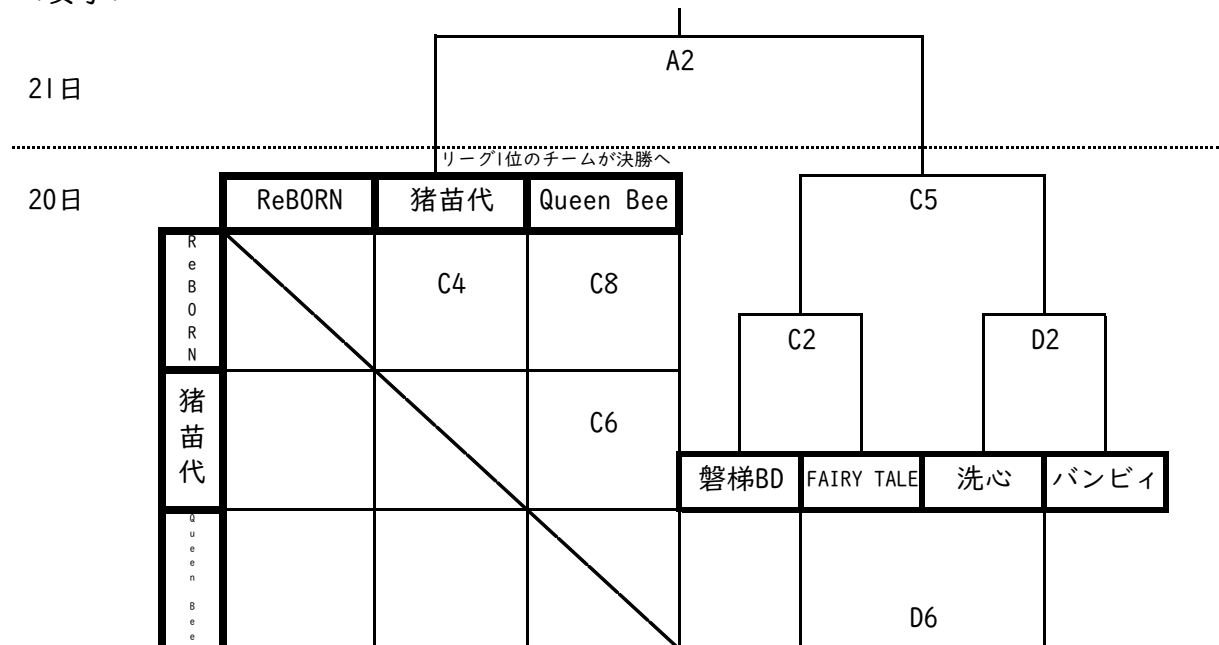 A2
21日
リーグ1位のチームが決勝へ
20日
ReBORN 猪苗代 Queen Bee
C5
ReBORN
C4 C8
C2 D2
猪苗代
C6
磐梯BD FAIRY TALE 洗心 バンビィ
Queen Bee
D6